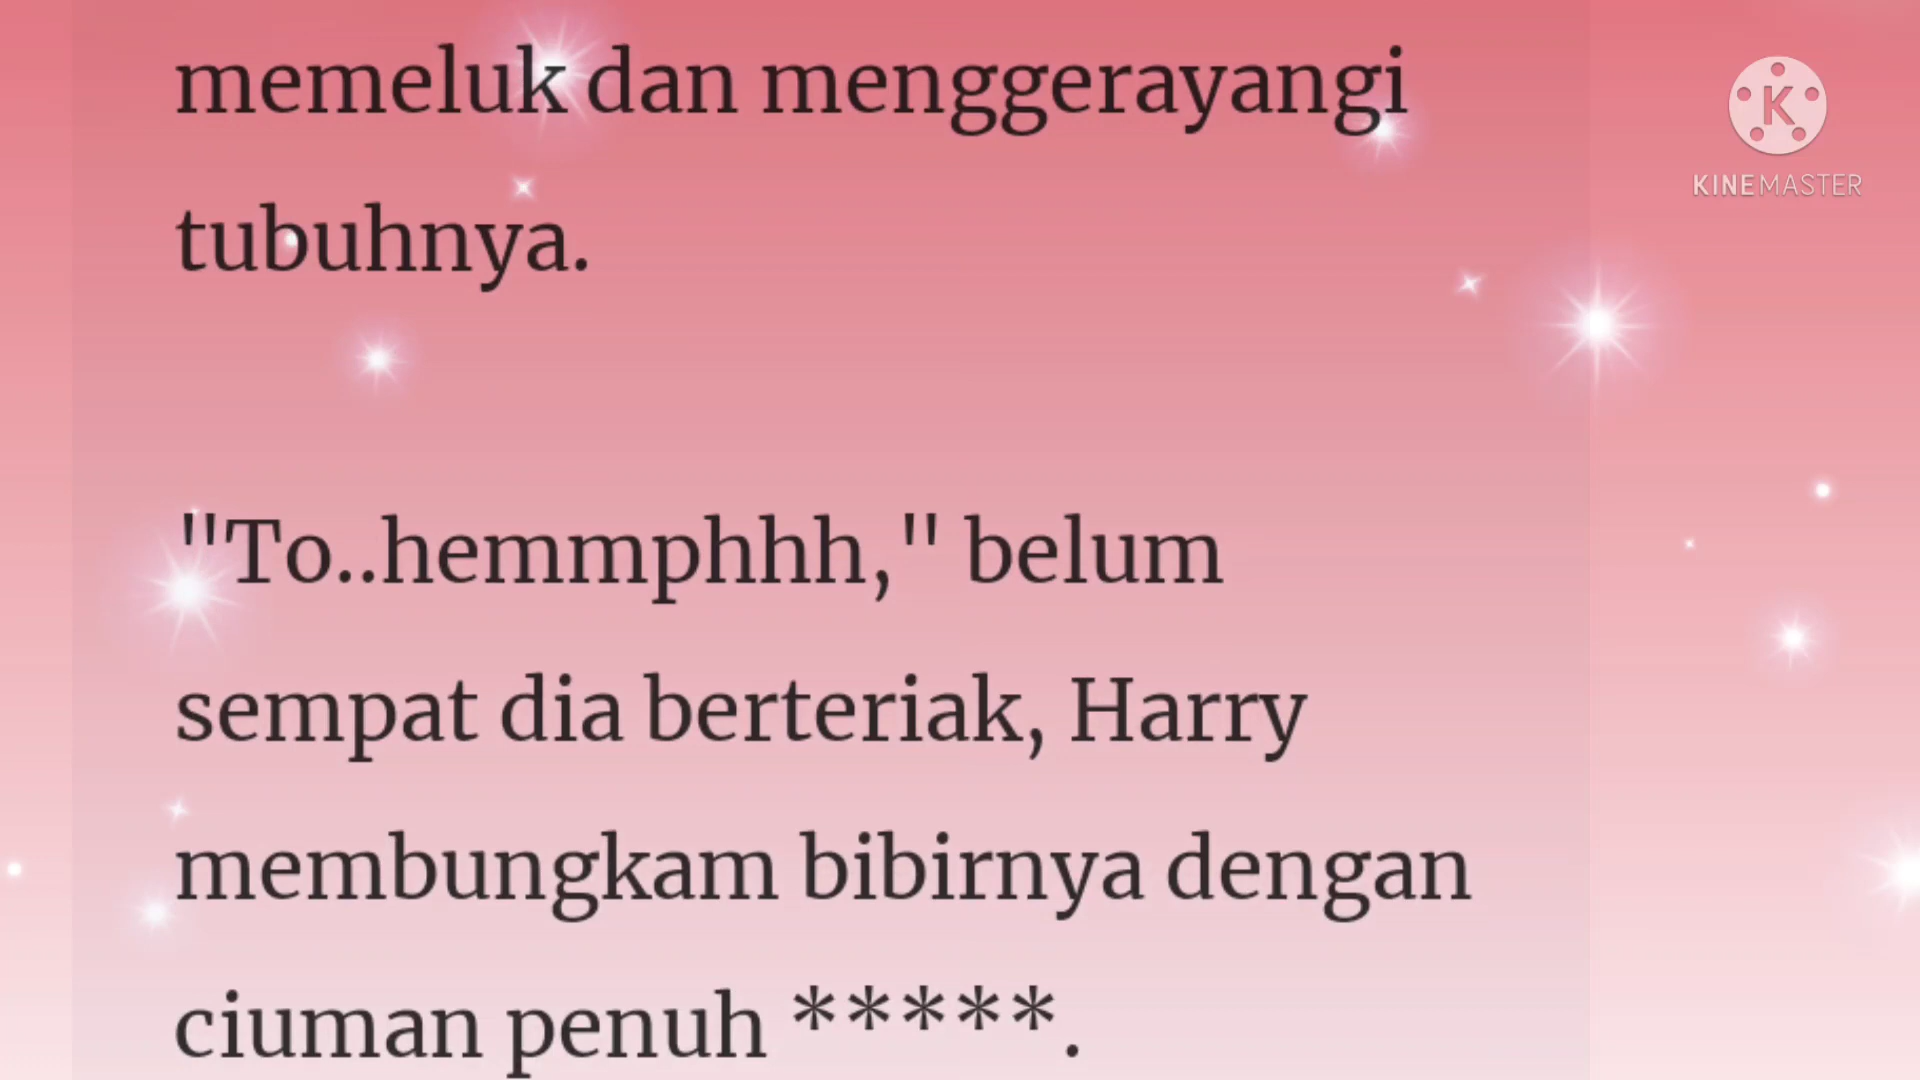 memeluk dan menggerayangi
tubuhnya.
"To..hemmphhh," belum
sempat dia berteriak, Harry
membungkam bibirnya dengan
ciuman penuh *****.
K
KINEMASTER